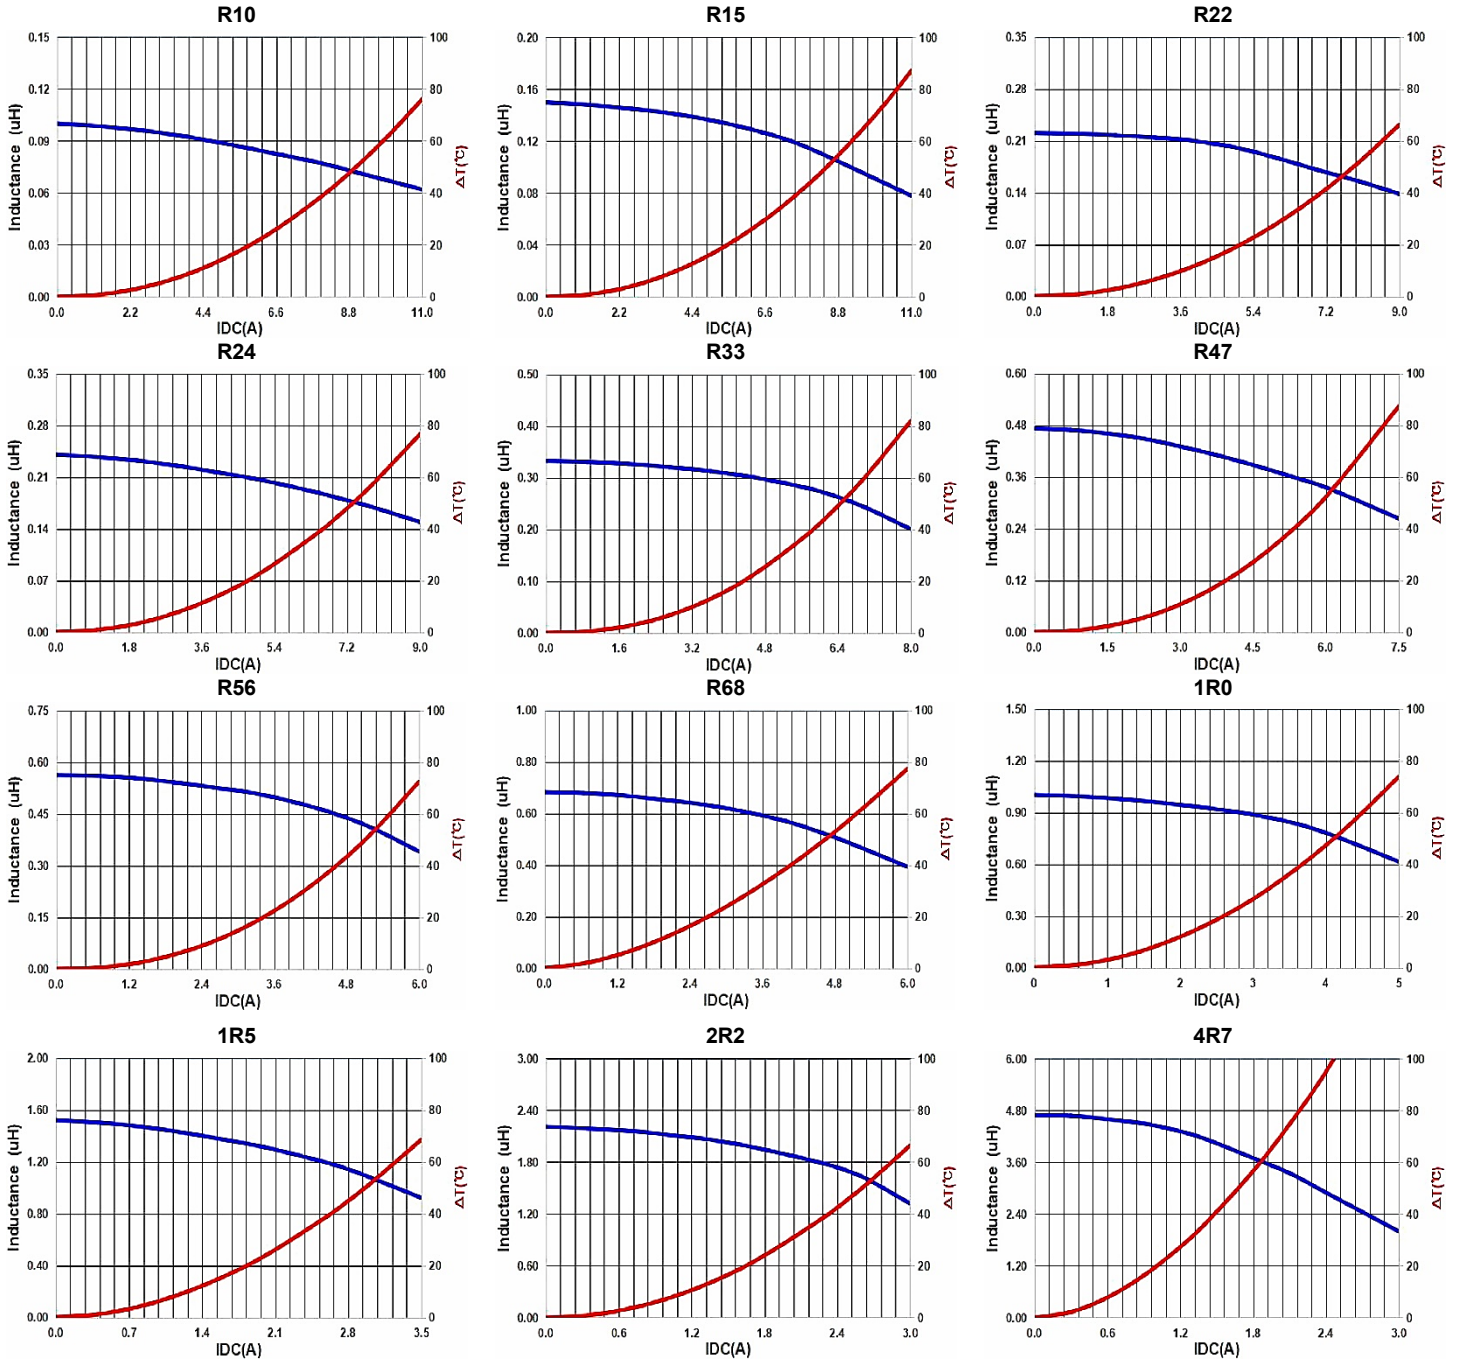 R10
0.15
0.12
0.09
0.06
0.03
0.00
100
80
60
40
20
0
0.0 2.2 4.4 6.6 8.8 11.0
IDC(A)
Inductance (uH)
ΔT(℃)
R15
0.20
0.16
0.12
0.08
0.04
0.00
100
80
60
40
20
0
0.0 2.2 4.4 6.6 8.8 11.0
IDC(A)
Inductance (uH)
ΔT(℃)
R22
0.35
0.28
0.21
0.14
0.07
0.00
100
80
60
40
20
0
0.0 1.8 3.6 5.4 7.2 9.0
IDC(A)
Inductance (uH)
ΔT(℃)
R24
0.35
0.28
0.21
0.14
0.07
0.00
100
80
60
40
20
0
0.0 1.8 3.6 5.4 7.2 9.0
IDC(A)
Inductance (uH)
ΔT(℃)
R33
0.50
0.40
0.30
0.20
0.10
0.00
100
80
60
40
20
0
0.0 1.6 3.2 4.8 6.4 8.0
IDC(A)
Inductance (uH)
ΔT(℃)
R47
0.60
0.48
0.36
0.24
0.12
0.00
100
80
60
40
20
0
0.0 1.5 3.0 4.5 6.0 7.5
IDC(A)
Inductance (uH)
ΔT(℃)
R56
0.75
0.60
0.45
0.30
0.15
0.00
100
80
60
40
20
0
0.0 1.2 2.4 3.6 4.8 6.0
IDC(A)
Inductance (uH)
ΔT(℃)
R68
1.00
0.80
0.60
0.40
0.20
0.00
100
80
60
40
20
0
0.0 1.2 2.4 3.6 4.8 6.0
IDC(A)
Inductance (uH)
ΔT(℃)
1R0
1.50
1.20
0.90
0.60
0.30
0.00
100
80
60
40
20
0
0 1 2 3 4 5
IDC(A)
Inductance (uH)
ΔT(℃)
1R5
2.00
1.60
1.20
0.80
0.40
0.00
100
80
60
40
20
0
0.0 0.7 1.4 2.1 2.8 3.5
IDC(A)
Inductance (uH)
ΔT(℃)
2R2
3.00
2.40
1.80
1.20
0.60
0.00
100
80
60
40
20
0
0.0 0.6 1.2 1.8 2.4 3.0
IDC(A)
Inductance (uH)
ΔT(℃)
4R7
6.00
4.80
3.60
2.40
1.20
0.00
100
80
60
40
20
0
0.0 0.6 1.2 1.8 2.4 3.0
IDC(A)
Inductance (uH)
ΔT(℃)